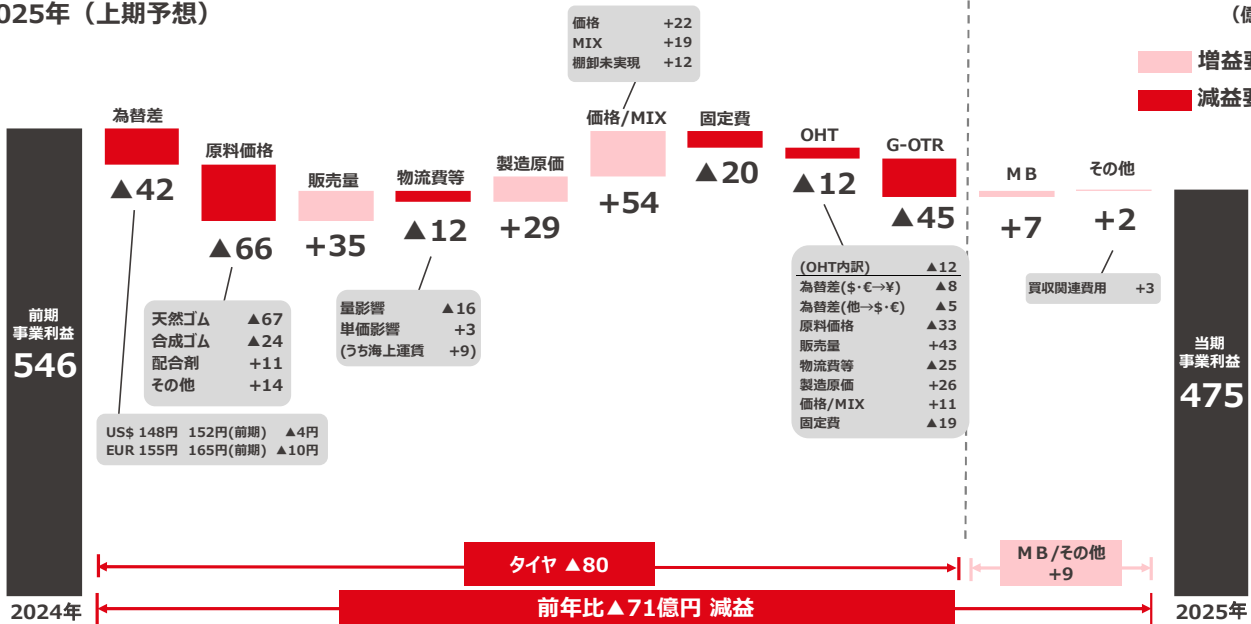 025年（上期予想）
（億
増益要
減益要
価格 +22
MIX +19
棚卸未実現 +12
為替差
▲42
原料価格
▲66
販売量
+35
物流費等
▲12
製造原価
+29
価格/MIX
+54
固定費
▲20
OHT
▲12
G-OTR
▲45
ＭＢ
+7
その他
+2
前期
事業利益
546
天然ゴム ▲67
合成ゴム ▲24
配合剤 +11
その他 +14
US$ 148円 152円(前期) ▲4円
EUR 155円 165円(前期) ▲10円
量影響 ▲16
単価影響 +3
(うち海上運賃 +9)
(OHT内訳) ▲12
為替差($･€→¥) ▲8
為替差(他→$･€) ▲5
原料価格 ▲33
販売量 +43
物流費等 ▲25
製造原価 +26
価格/MIX +11
固定費 ▲19
買収関連費用 +3
当期
事業利益
475
タイヤ ▲80
ＭＢ/その他
+9
2024年
前年比▲71億円 減益
2025年